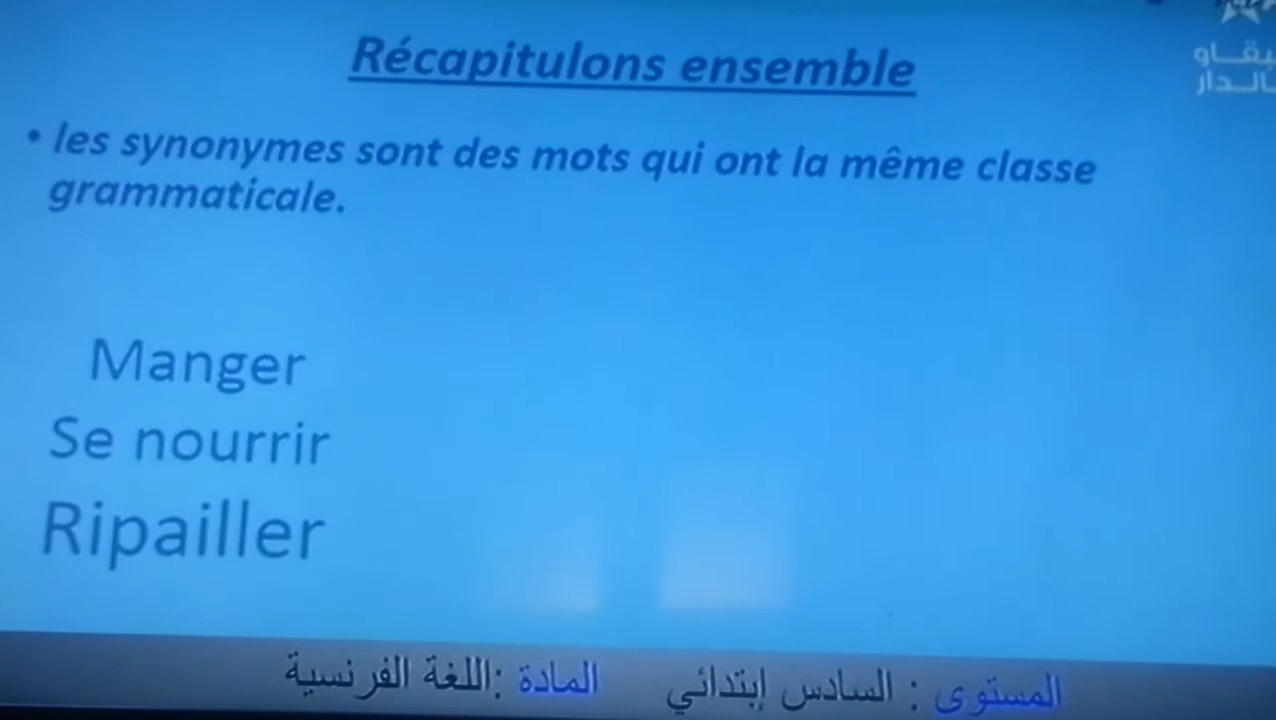 Récapitulons ensemble
• les synonymes sont des mots qui ont la même classe
grammaticale.
Manger
Se nourrir
Ripailler
المستوى : السادس إبتدائي المادة :اللغة الفرنسية